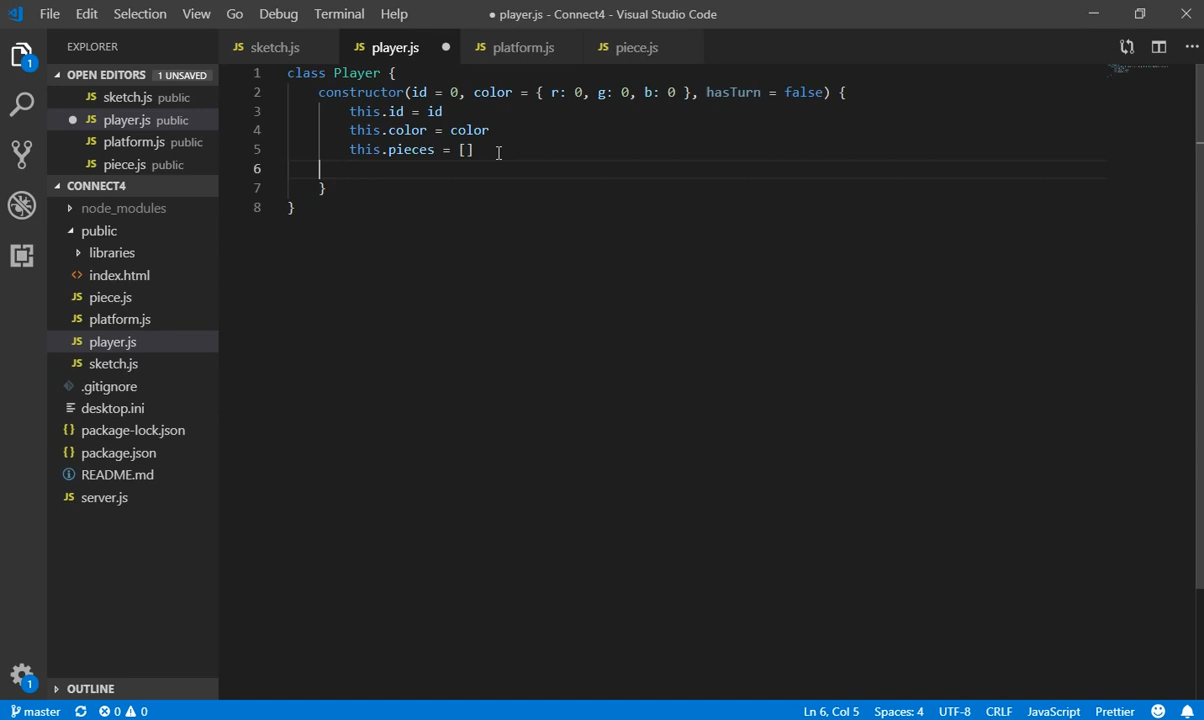 File Edit Selection View Go Debug Terminal Help ● player.js - Connect4 - Visual Studio Code
EXPLORER
JS sketch.js JS player.js JS platform.js JS piece.js
1
OPEN EDITORS 1 UNSAVED
JS sketch.js public
JS player.js public
JS platform.js public
JS piece.js public
CONNECT4
node_modules
public
libraries
<> index.html
JS piece.js
JS platform.js
JS player.js
JS sketch.js
.gitignore
desktop.ini
{} package-lock.json
{} package.json
README.md
JS server.js
OUTLINE
1
1 class Player {
2 constructor(id = 0, color = { r: 0, g: 0, b: 0 }, hasTurn = false) {
3 this.id = id
4 this.color = color
5 this.pieces = []
6
7 }
8 }
master 0 0 Ln 6, Col 5 Spaces: 4 UTF-8 CRLF JavaScript Prettier